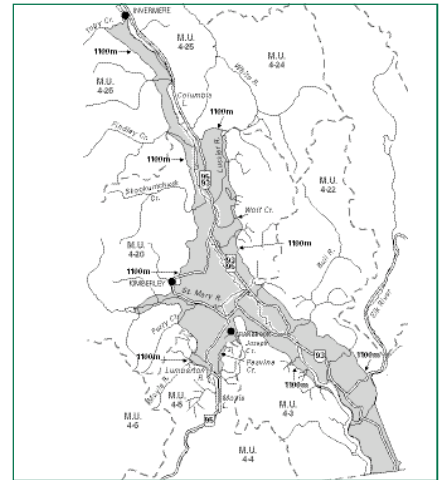 INVERMERE
Toby Cr.
M.U.
4-25
1100m
M.U.
4-24
White R.
M.U.
4-26
Columbia
L.
1100m
Findlay Cr.
Lussier R.
1100m
95
93
M.U.
4-22
Skookumchuck
Cr.
Wolf Cr.
M.U.
4-20
93
95
1100m
1100m
Bull R.
KIMBERLEY
St. Mary R.
Elk River
Perry Cr.
CRANBROOK
Joseph
Cr.
93
1100m
Peavine
Cr.
1100m
Lumberton
1100m
Moyie R.
Moyie
L.
M.U.
4-5
M.U.
4-3
M.U.
4-6
95
M.U.
4-4